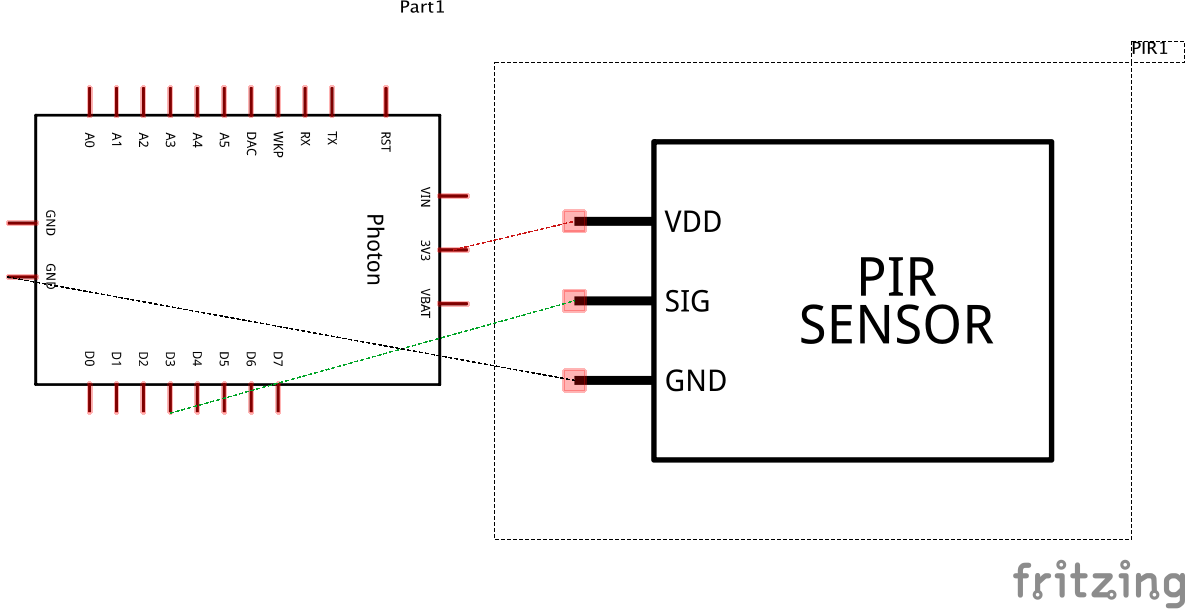 Part1
PIR1
A0
A1
A2
A3
A4
A5
DAC
WKP
RX
TX
RST
GND
GND
Photon
VIN
3V3
VBAT
D0
D1
D2
D3
D4
D5
D6
D7
VDD
SIG
GND
PIR
SENSOR
fritzing